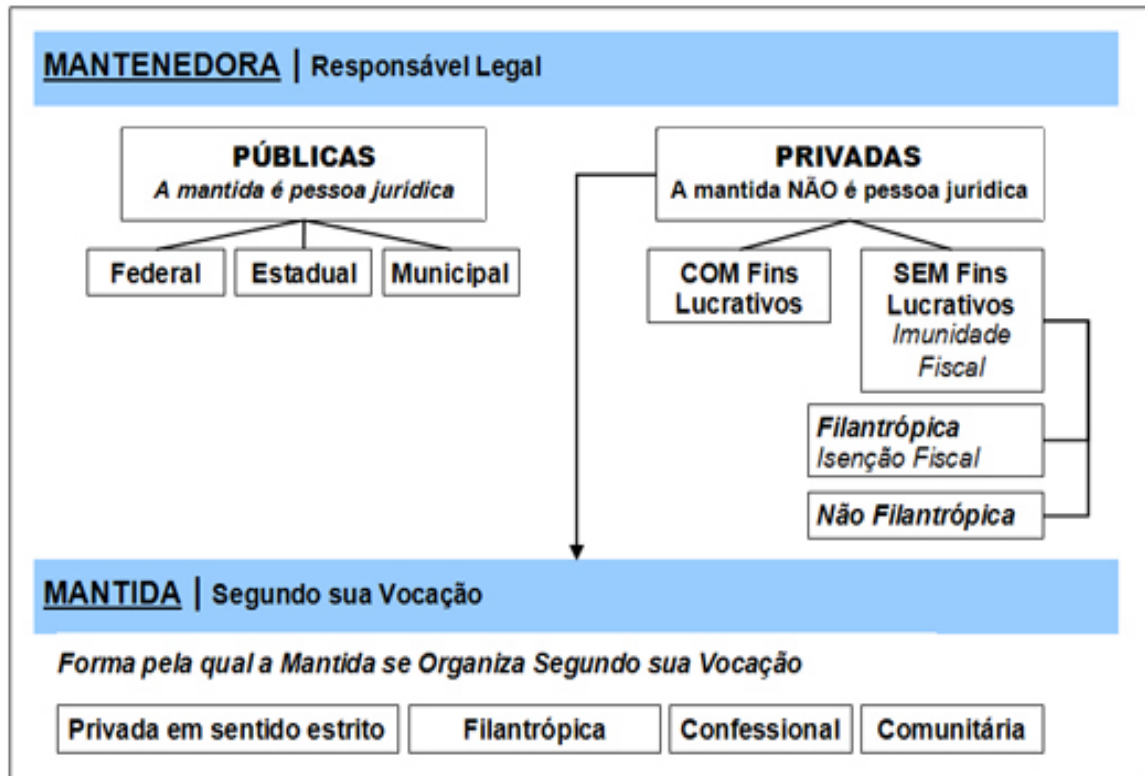 MANTENEDORA | Responsável Legal
PÚBLICAS
A mantida é pessoa jurídica
PRIVADAS
A mantida NÃO é pessoa juridica
Federal
Estadual
Municipal
COM Fins
Lucrativos
SEM Fins
Lucrativos
Imunidade
Fiscal
Filantrópica
Isenção Fiscal
Não Filantrópica
MANTIDA | Segundo sua Vocação
Forma pela qual a Mantida se Organiza Segundo sua Vocação
Privada em sentido estrito
Filantrópica
Confessional
Comunitária